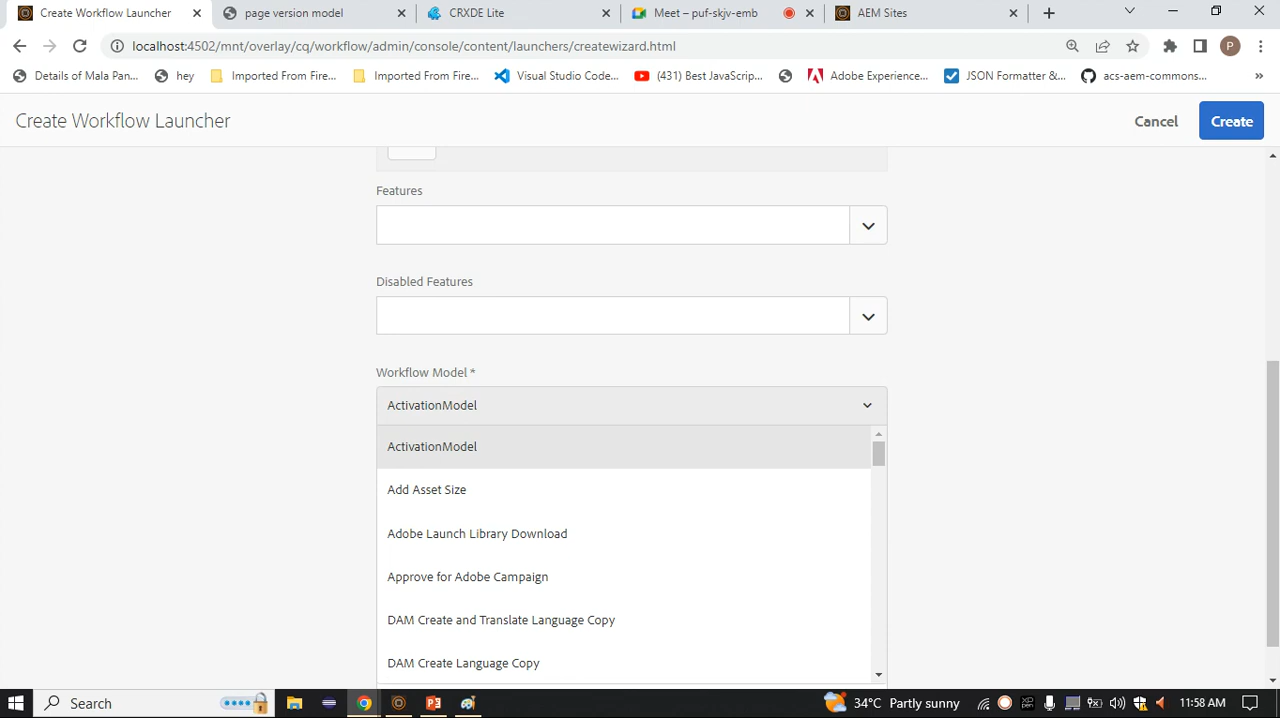 Create Workflow Launcher
page version model
CRXDE Lite
Meet – puf-sxjr-emb
AEM Sites
localhost:4502/mnt/overlay/cq/workflow/admin/console/content/launchers/createwizard.html
P
Details of Mala Pan...
hey
Imported From Fire...
Imported From Fire...
Visual Studio Code...
(431) Best JavaScrip...
Adobe Experience...
JSON Formatter &...
acs-aem-commons...
»
Create Workflow Launcher
Cancel
Create
Features
Disabled Features
Workflow Model *
ActivationModel
ActivationModel
Add Asset Size
Adobe Launch Library Download
Approve for Adobe Campaign
DAM Create and Translate Language Copy
DAM Create Language Copy
Search
34°C Partly sunny
11:58 AM